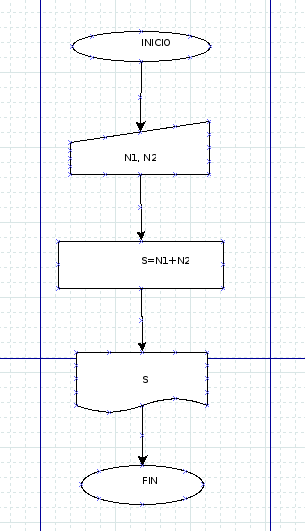 INICIO
N1, N2
S=N1+N2
S
FIN